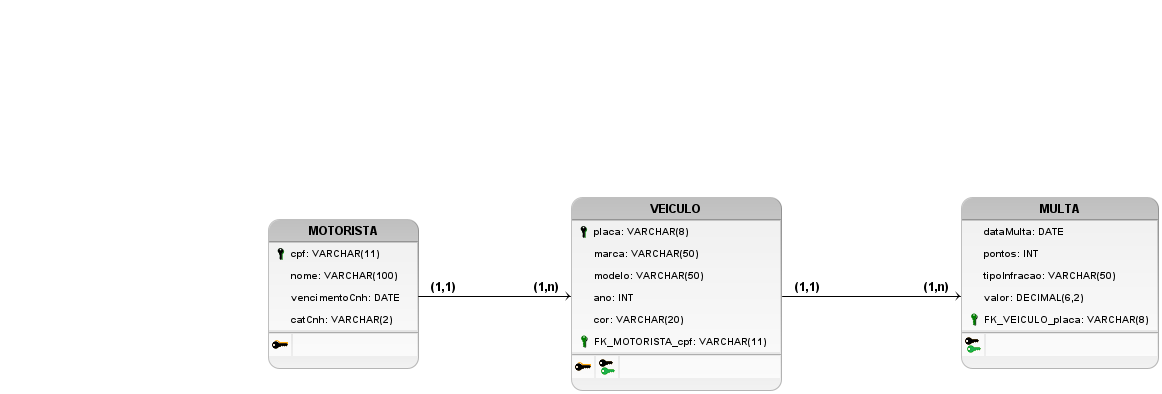 MOTORISTA
cpf: VARCHAR(11)
nome: VARCHAR(100)
vencimentoCnh: DATE
catCnh: VARCHAR(2)
(1,1)
(1,n)
VEICULO
placa: VARCHAR(8)
marca: VARCHAR(50)
modelo: VARCHAR(50)
ano: INT
cor: VARCHAR(20)
FK_MOTORISTA_cpf: VARCHAR(11)
(1,1)
(1,n)
MULTA
dataMulta: DATE
pontos: INT
tipoInfracao: VARCHAR(50)
valor: DECIMAL(6,2)
FK_VEICULO_placa: VARCHAR(8)